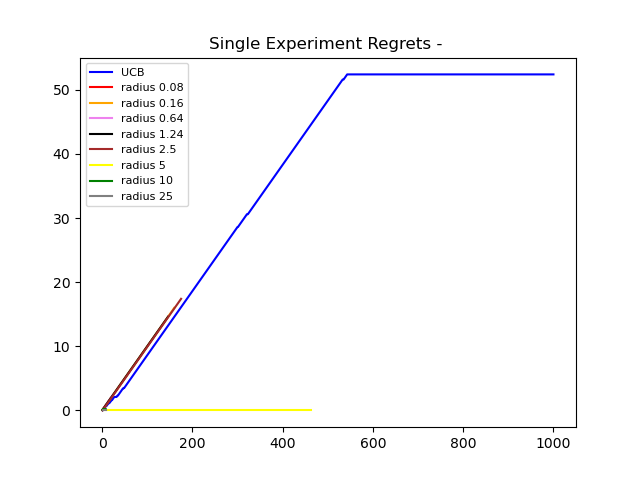 Single Experiment Regrets -
UCB
radius 0.08
radius 0.16
radius 0.64
radius 1.24
radius 2.5
radius 5
radius 10
radius 25
50
40
30
20
10
0
0 200 400 600 800 1000